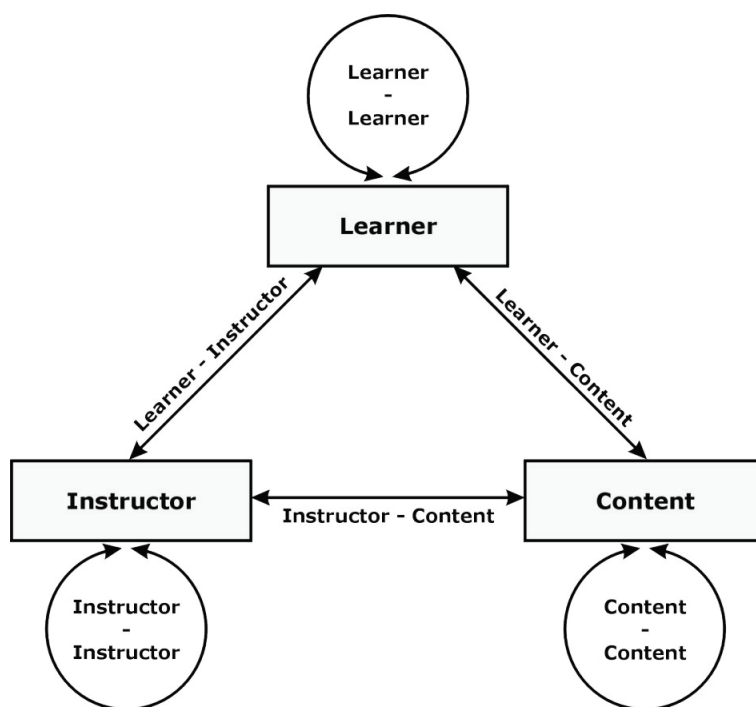 Learner
-
Learner
Learner
Learner - Instructor
Learner - Content
Instructor
Content
Instructor - Content
Instructor
-
Instructor
Content
-
Content